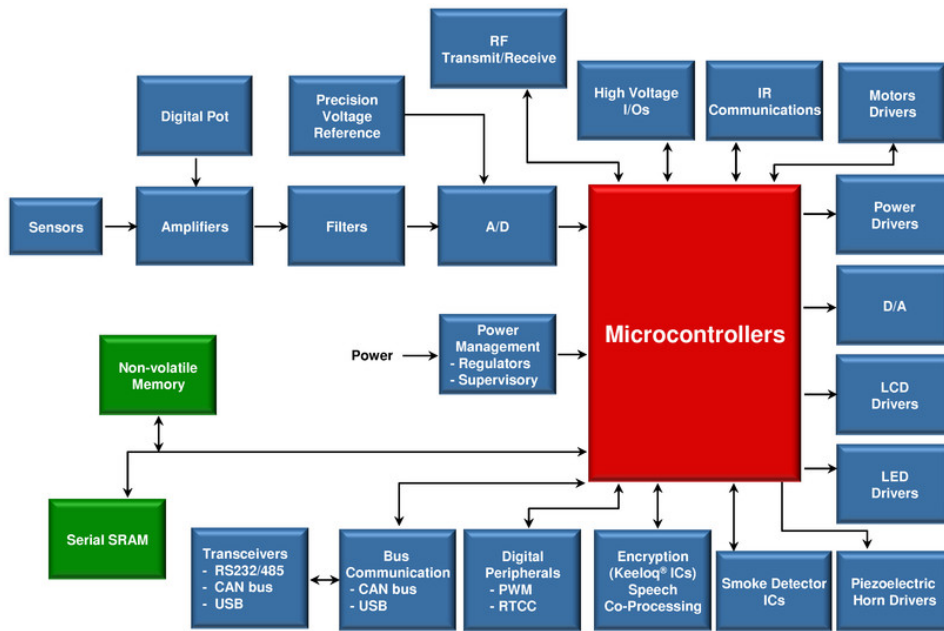 RF
Transmit/Receive
High Voltage
I/Os
IR
Communications
Motors
Drivers
Digital Pot
Precision
Voltage
Reference
Sensors
Amplifiers
Filters
A/D
Power
Drivers
Microcontrollers
D/A
Power
Power
Management
- Regulators
- Supervisory
Non-volatile
Memory
LCD
Drivers
LED
Drivers
Serial SRAM
Transceivers
- RS232/485
- CAN bus
- USB
Bus
Communication
- CAN bus
- USB
Digital
Peripherals
- PWM
- RTCC
Encryption
(Keeloq® ICs)
Speech
Co-Processing
Smoke Detector
ICs
Piezoelectric
Horn Drivers